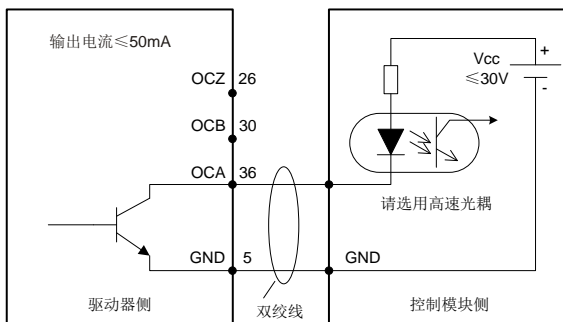 输出电流≤50mA
OCZ 26
OCB 30
OCA 36
GND 5
驱动器侧
双绞线
Vcc
≤30V
+
-
请选用高速光耦
GND
控制模块侧